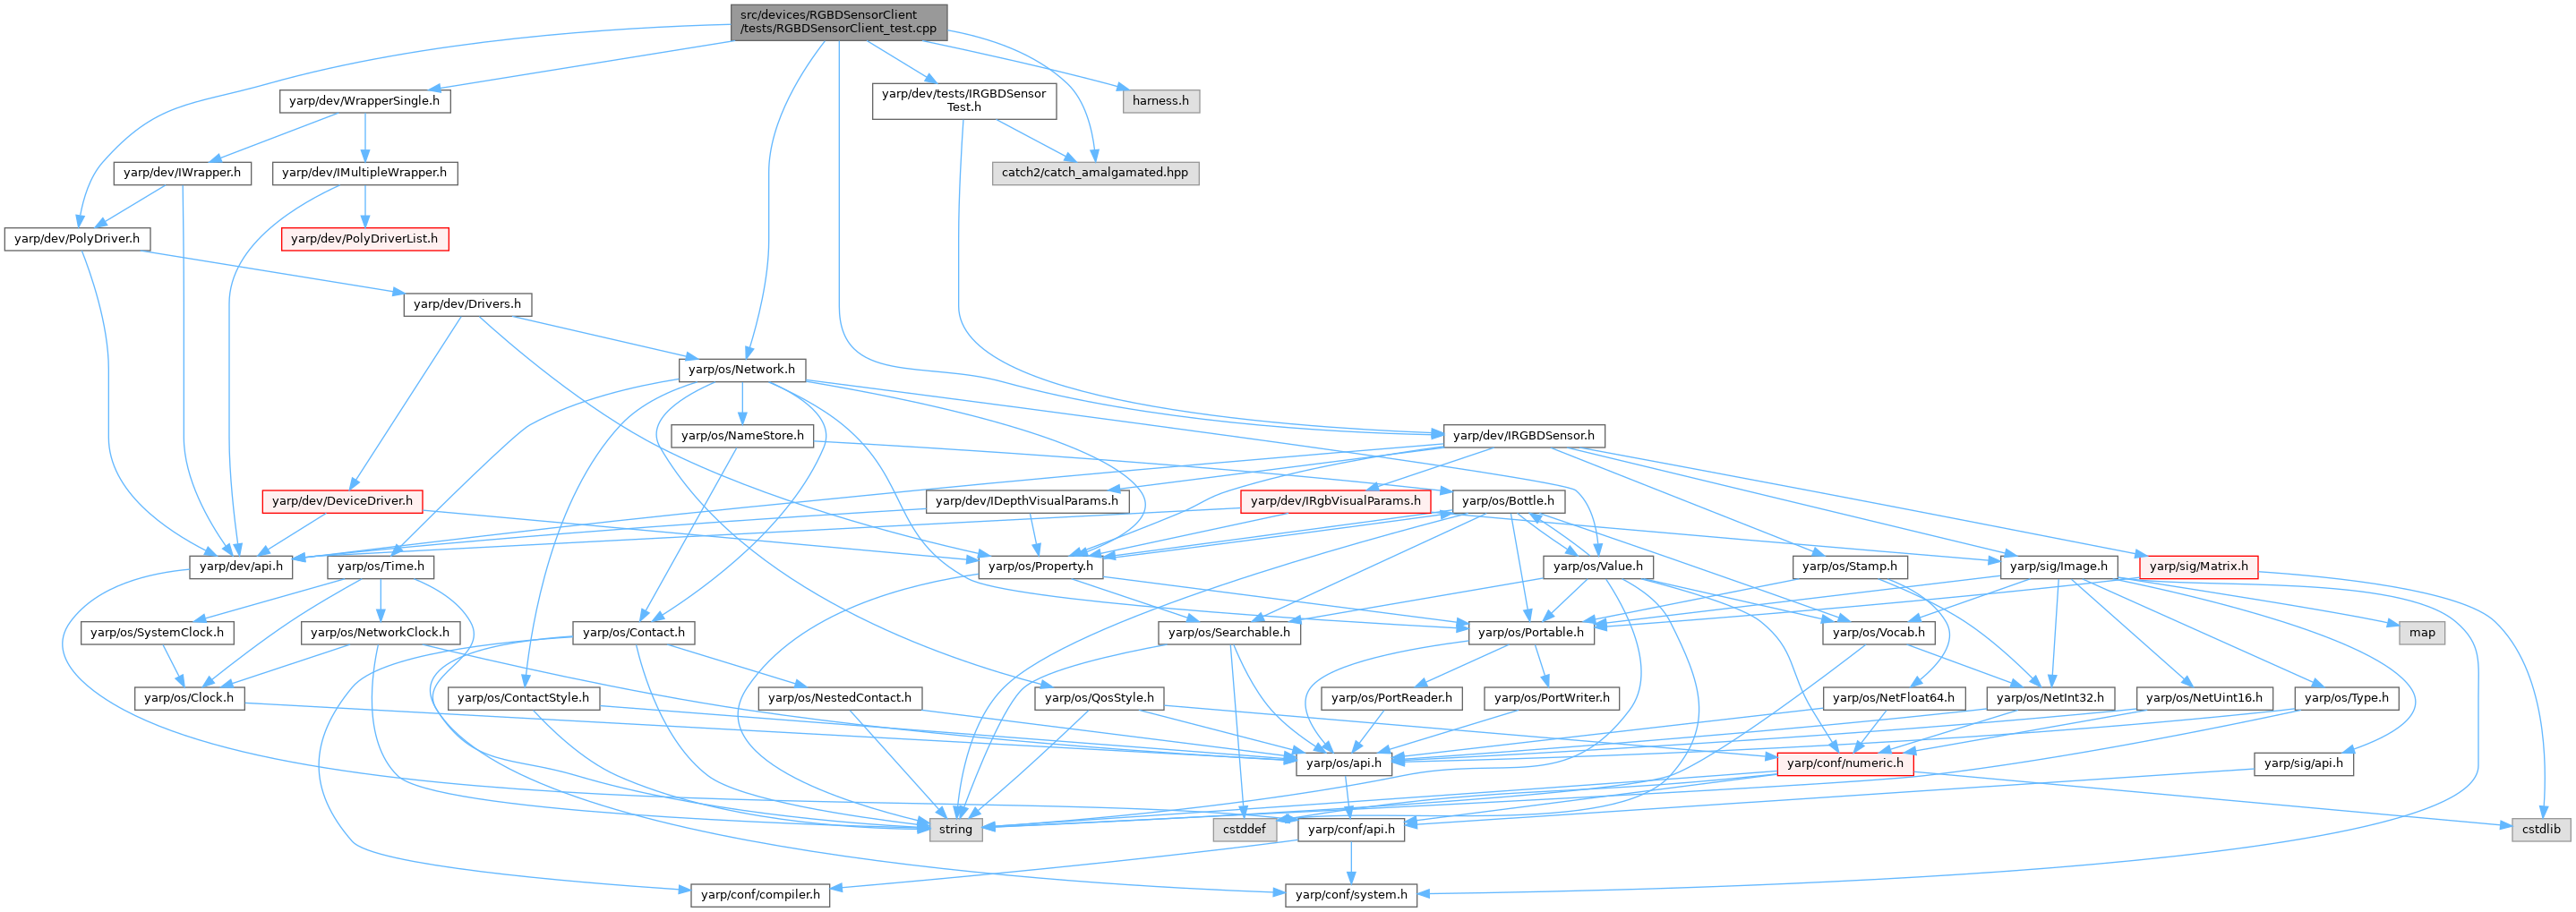 src/devices/RGBDSensorClient
/tests/RGBDSensorClient_test.cpp
yarp/dev/WrapperSingle.h
yarp/dev/tests/IRGBDSensor
Test.h
harness.h
yarp/dev/IWrapper.h
yarp/dev/IMultipleWrapper.h
catch2/catch_amalgamated.hpp
yarp/dev/PolyDriver.h
yarp/dev/PolyDriverList.h
yarp/dev/Drivers.h
yarp/os/Network.h
yarp/os/NameStore.h
yarp/dev/IRGBDSensor.h
yarp/dev/DeviceDriver.h
yarp/dev/IDepthVisualParams.h
yarp/dev/IRgbVisualParams.h
yarp/os/Bottle.h
yarp/dev/api.h
yarp/os/Time.h
yarp/os/Property.h
yarp/os/Value.h
yarp/os/Stamp.h
yarp/sig/Image.h
yarp/sig/Matrix.h
yarp/os/SystemClock.h
yarp/os/NetworkClock.h
yarp/os/Contact.h
yarp/os/Searchable.h
yarp/os/Portable.h
yarp/os/Vocab.h
map
yarp/os/Clock.h
yarp/os/ContactStyle.h
yarp/os/NestedContact.h
yarp/os/QosStyle.h
yarp/os/PortReader.h
yarp/os/PortWriter.h
yarp/os/NetFloat64.h
yarp/os/NetInt32.h
yarp/os/NetUint16.h
yarp/os/Type.h
yarp/os/api.h
yarp/conf/numeric.h
yarp/sig/api.h
string
cstddef
yarp/conf/api.h
cstdlib
yarp/conf/compiler.h
yarp/conf/system.h